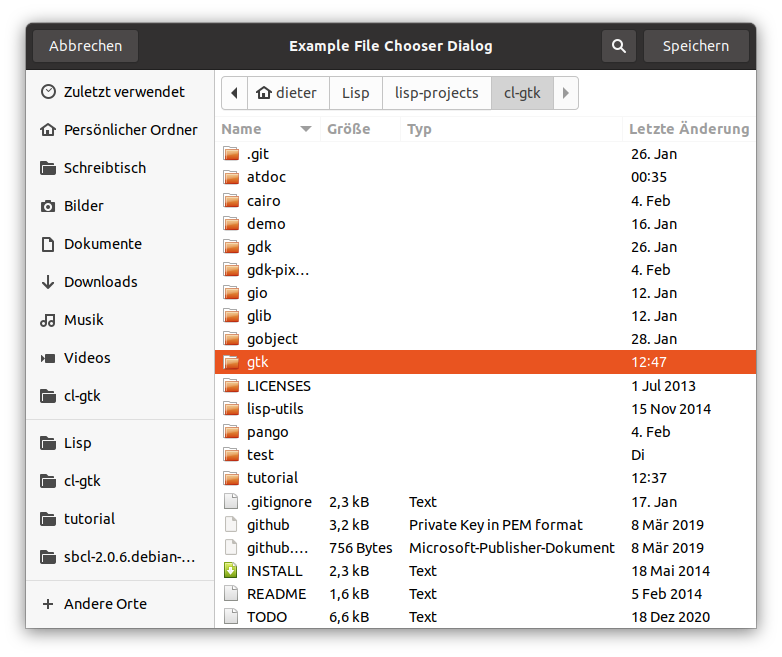 Abbrechen Example File Chooser Dialog Speichern
Zuletzt verwendet
Persönlicher Ordner
Schreibtisch
Bilder
Dokumente
Downloads
Musik
Videos
cl-gtk
Lisp
cl-gtk
tutorial
sbcl-2.0.6.debian-…
Andere Orte
dieter Lisp lisp-projects cl-gtk
Name Größe Typ Letzte Änderung
.git 26. Jan
atdoc 00:35
cairo 4. Feb
demo 16. Jan
gdk 26. Jan
gdk-pix… 4. Feb
gio 12. Jan
glib 12. Jan
gobject 28. Jan
gtk 12:47
LICENSES 1 Jul 2013
lisp-utils 15 Nov 2014
pango 4. Feb
test Di
tutorial 12:37
.gitignore 2,3 kB Text 17. Jan
github 3,2 kB Private Key in PEM format 8 Mär 2019
github.… 756 Bytes Microsoft-Publisher-Dokument 8 Mär 2019
INSTALL 2,3 kB Text 18 Mai 2014
README 1,6 kB Text 5 Feb 2014
TODO 6,6 kB Text 18 Dez 2020